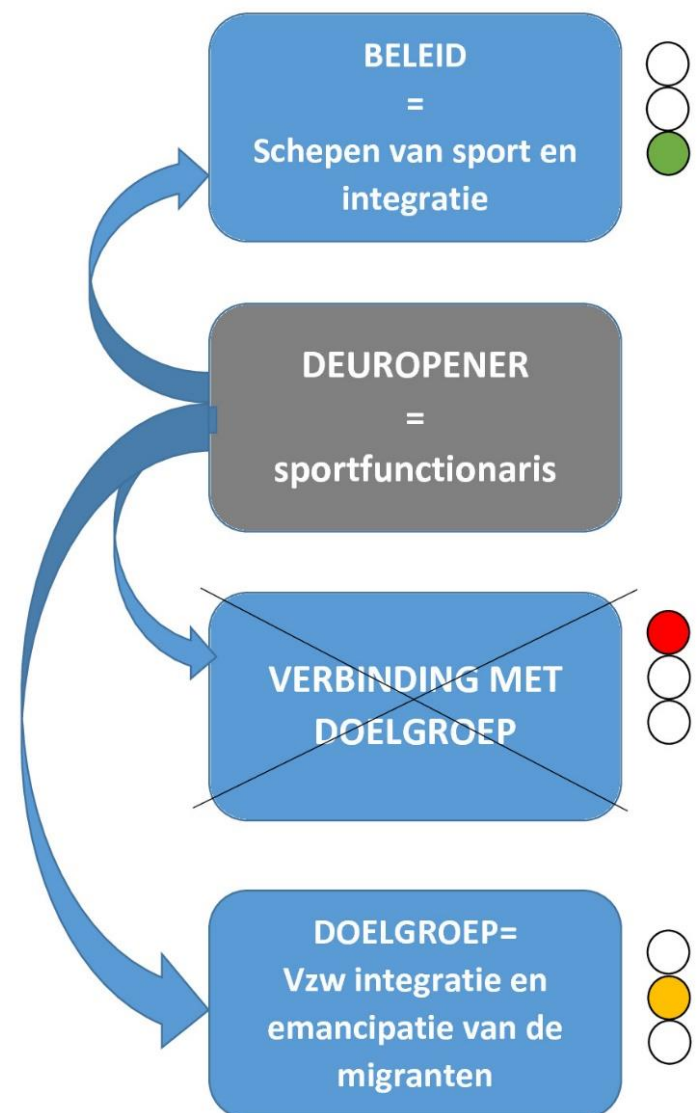 BELEID
=
Schepen van sport en
integratie
DEUROPENER
=
sportfunctionaris
VERBINDING MET
DOELGROEP
DOELGROEP=
Vzw integratie en
emancipatie van de
migranten